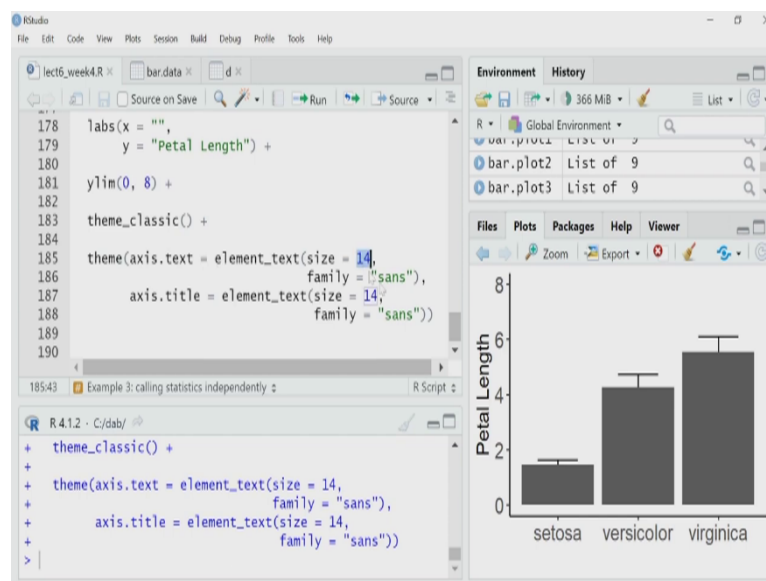 RStudio
File Edit Code View Plots Session Build Debug Profile Tools Help
lect6_week4.R bar.data d
Source on Save Run Source
178 labs(x = "",
179 y = "Petal Length") +
180
181 ylim(0, 8) +
182
183 theme_classic() +
184
185 theme(axis.text = element_text(size = 14,
186 family = "sans"),
187 axis.title = element_text(size = 14,
188 family = "sans"))
189
190
185:43 Example 3: calling statistics independently R Script
R 4.1.2 · C:/dab/
+ theme_classic() +
+
+ theme(axis.text = element_text(size = 14,
+ family = "sans"),
+ axis.title = element_text(size = 14,
+ family = "sans"))
>
Environment History
366 MiB List
R Global Environment
bar.plot1 List of 9
bar.plot2 List of 9
bar.plot3 List of 9
Files Plots Packages Help Viewer
Zoom Export
8
6
4
2
0
Petal Length
setosa versicolor virginica